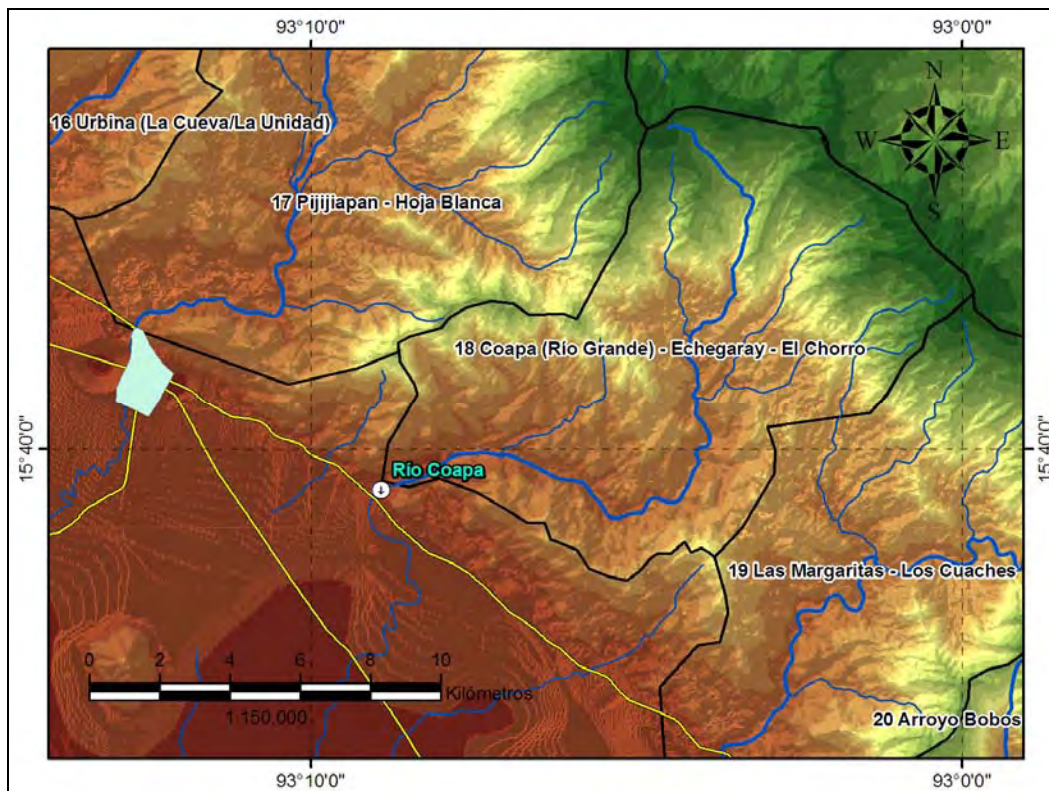 93°10'0"
93°0'0"
N
16 Urbina (La Cueva/La Unidad)
W
E
17 Pijijiapan - Hoja Blanca
S
18 Coapa (Río Grande) - Echegaray - El Chorro
15°40'0"
15°40'0"
Río Coapa
19 Las Margaritas - Los Cuaches
0 2 4 6 8 10
Kilómetros
1:150,000
20 Arroyo Bobos
93°10'0"
93°0'0"